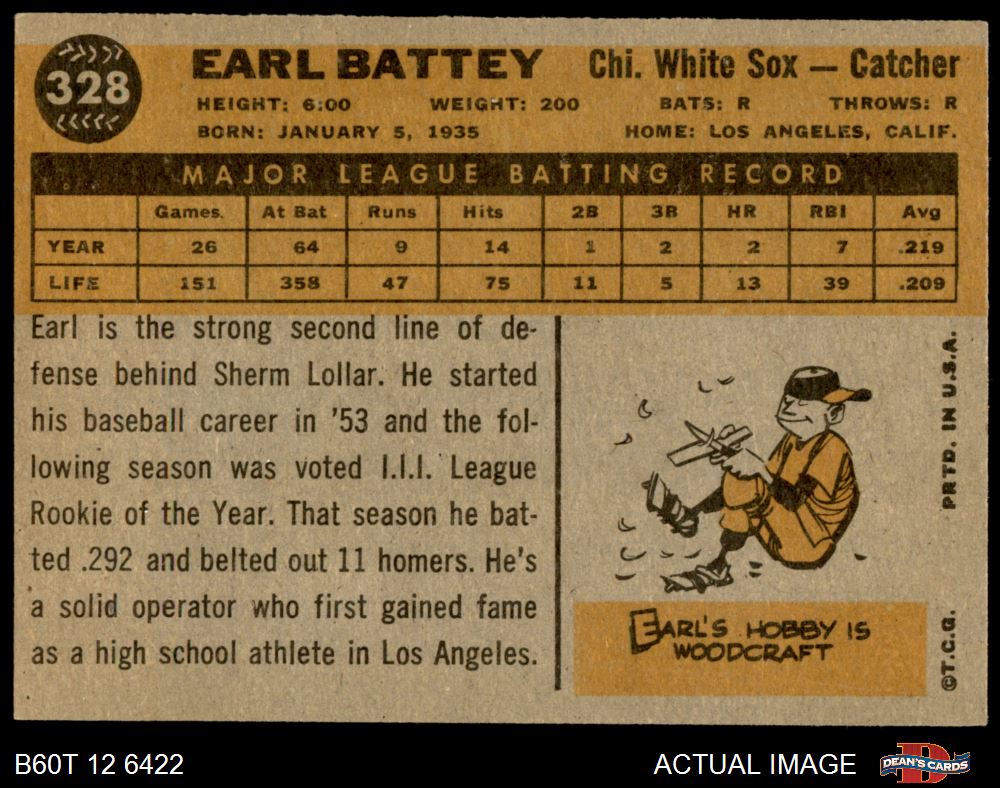 328
EARL BATTEY Chi. White Sox — Catcher
HEIGHT: 6:00 WEIGHT: 200 BATS: R THROWS: R
BORN: JANUARY 5, 1935 HOME: LOS ANGELES, CALIF.
MAJOR LEAGUE BATTING RECORD
Games. At Bat Runs Hits 2B 3B HR RBI Avg
YEAR 26 64 9 14 1 2 2 7 .219
LIFE 151 358 47 75 11 5 13 39 .209
Earl is the strong second line of de-
fense behind Sherm Lollar. He started
his baseball career in '53 and the fol-
lowing season was voted I.I.I. League
Rookie of the Year. That season he bat-
ted .292 and belted out 11 homers. He's
a solid operator who first gained fame
as a high school athlete in Los Angeles.
EARL'S HOBBY IS
WOODCRAFT
©T.C.G. PRTD. IN U.S.A.
B60T 12 6422 ACTUAL IMAGE DEAN'S CARDS